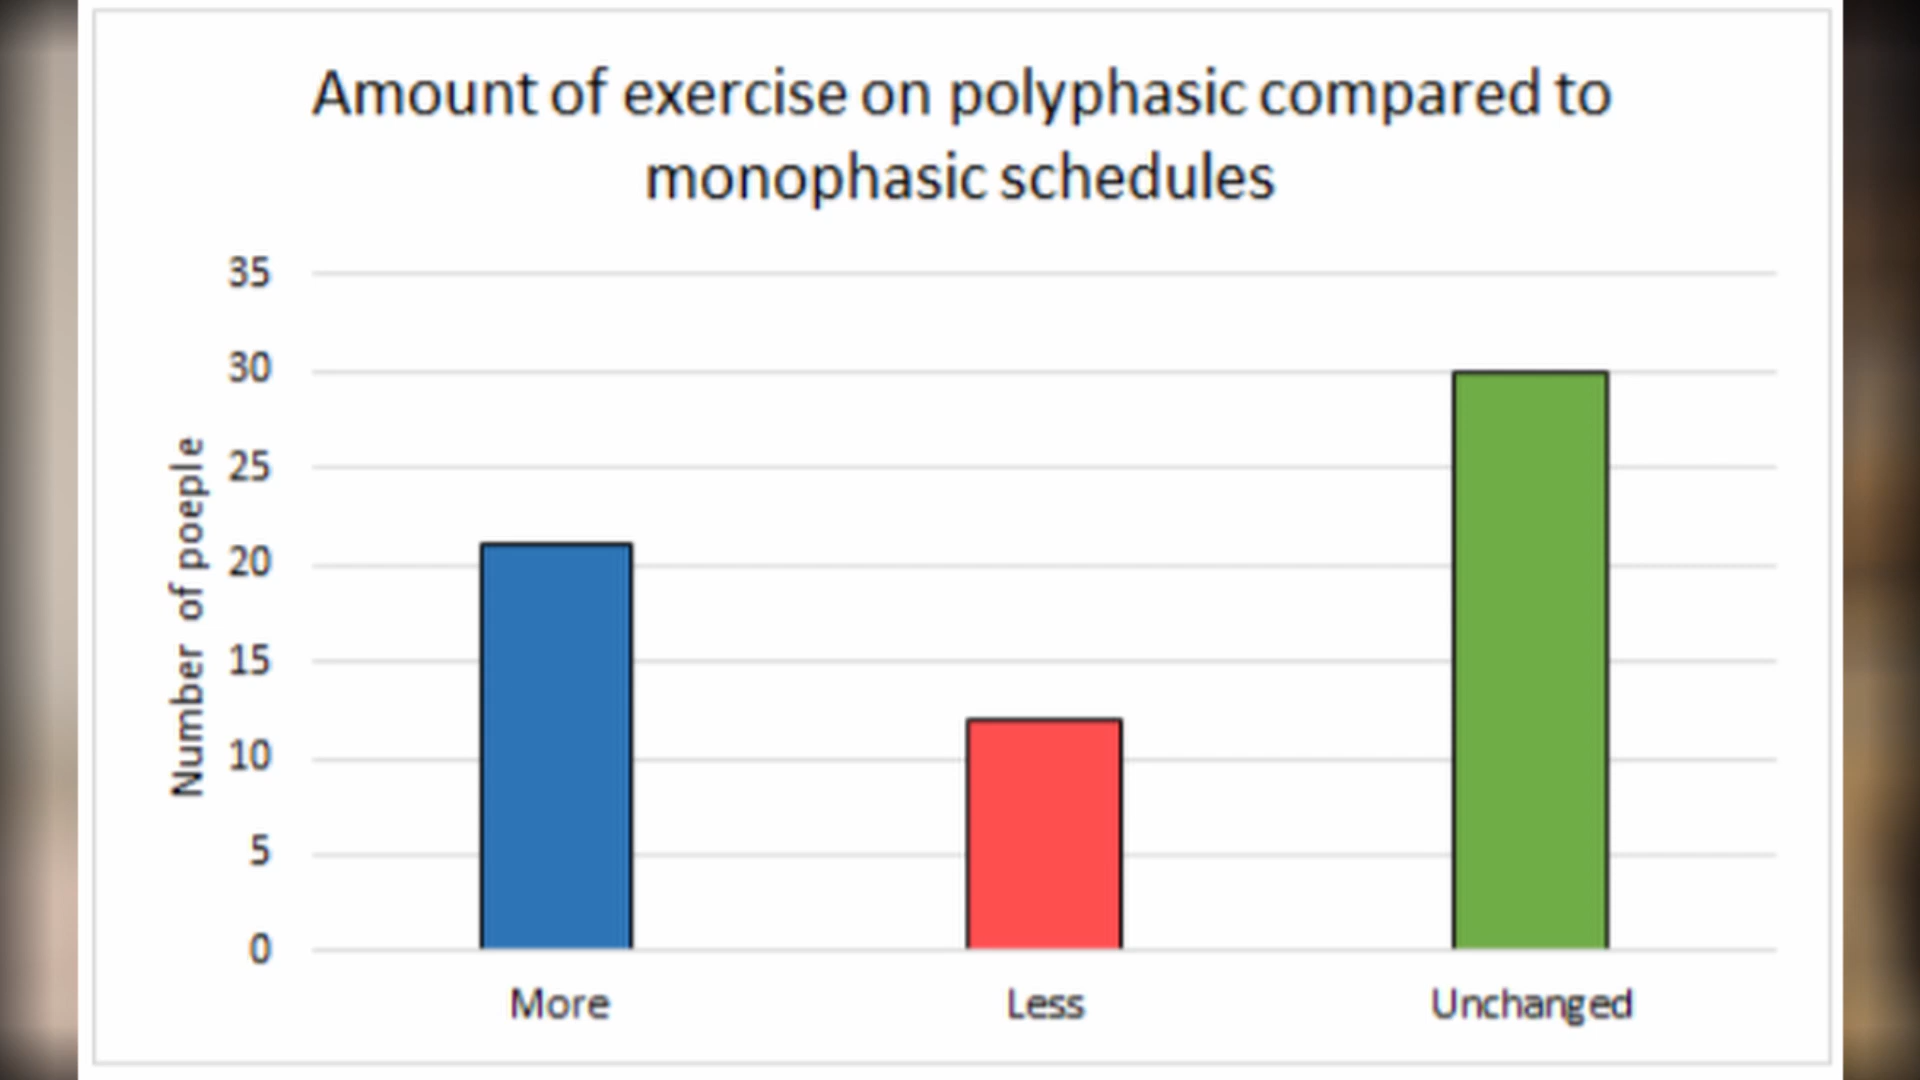 Amount of exercise on polyphasic compared to
monophasic schedules
35
30
25
20
15
10
5
0
Number of poeple
More
Less
Unchanged